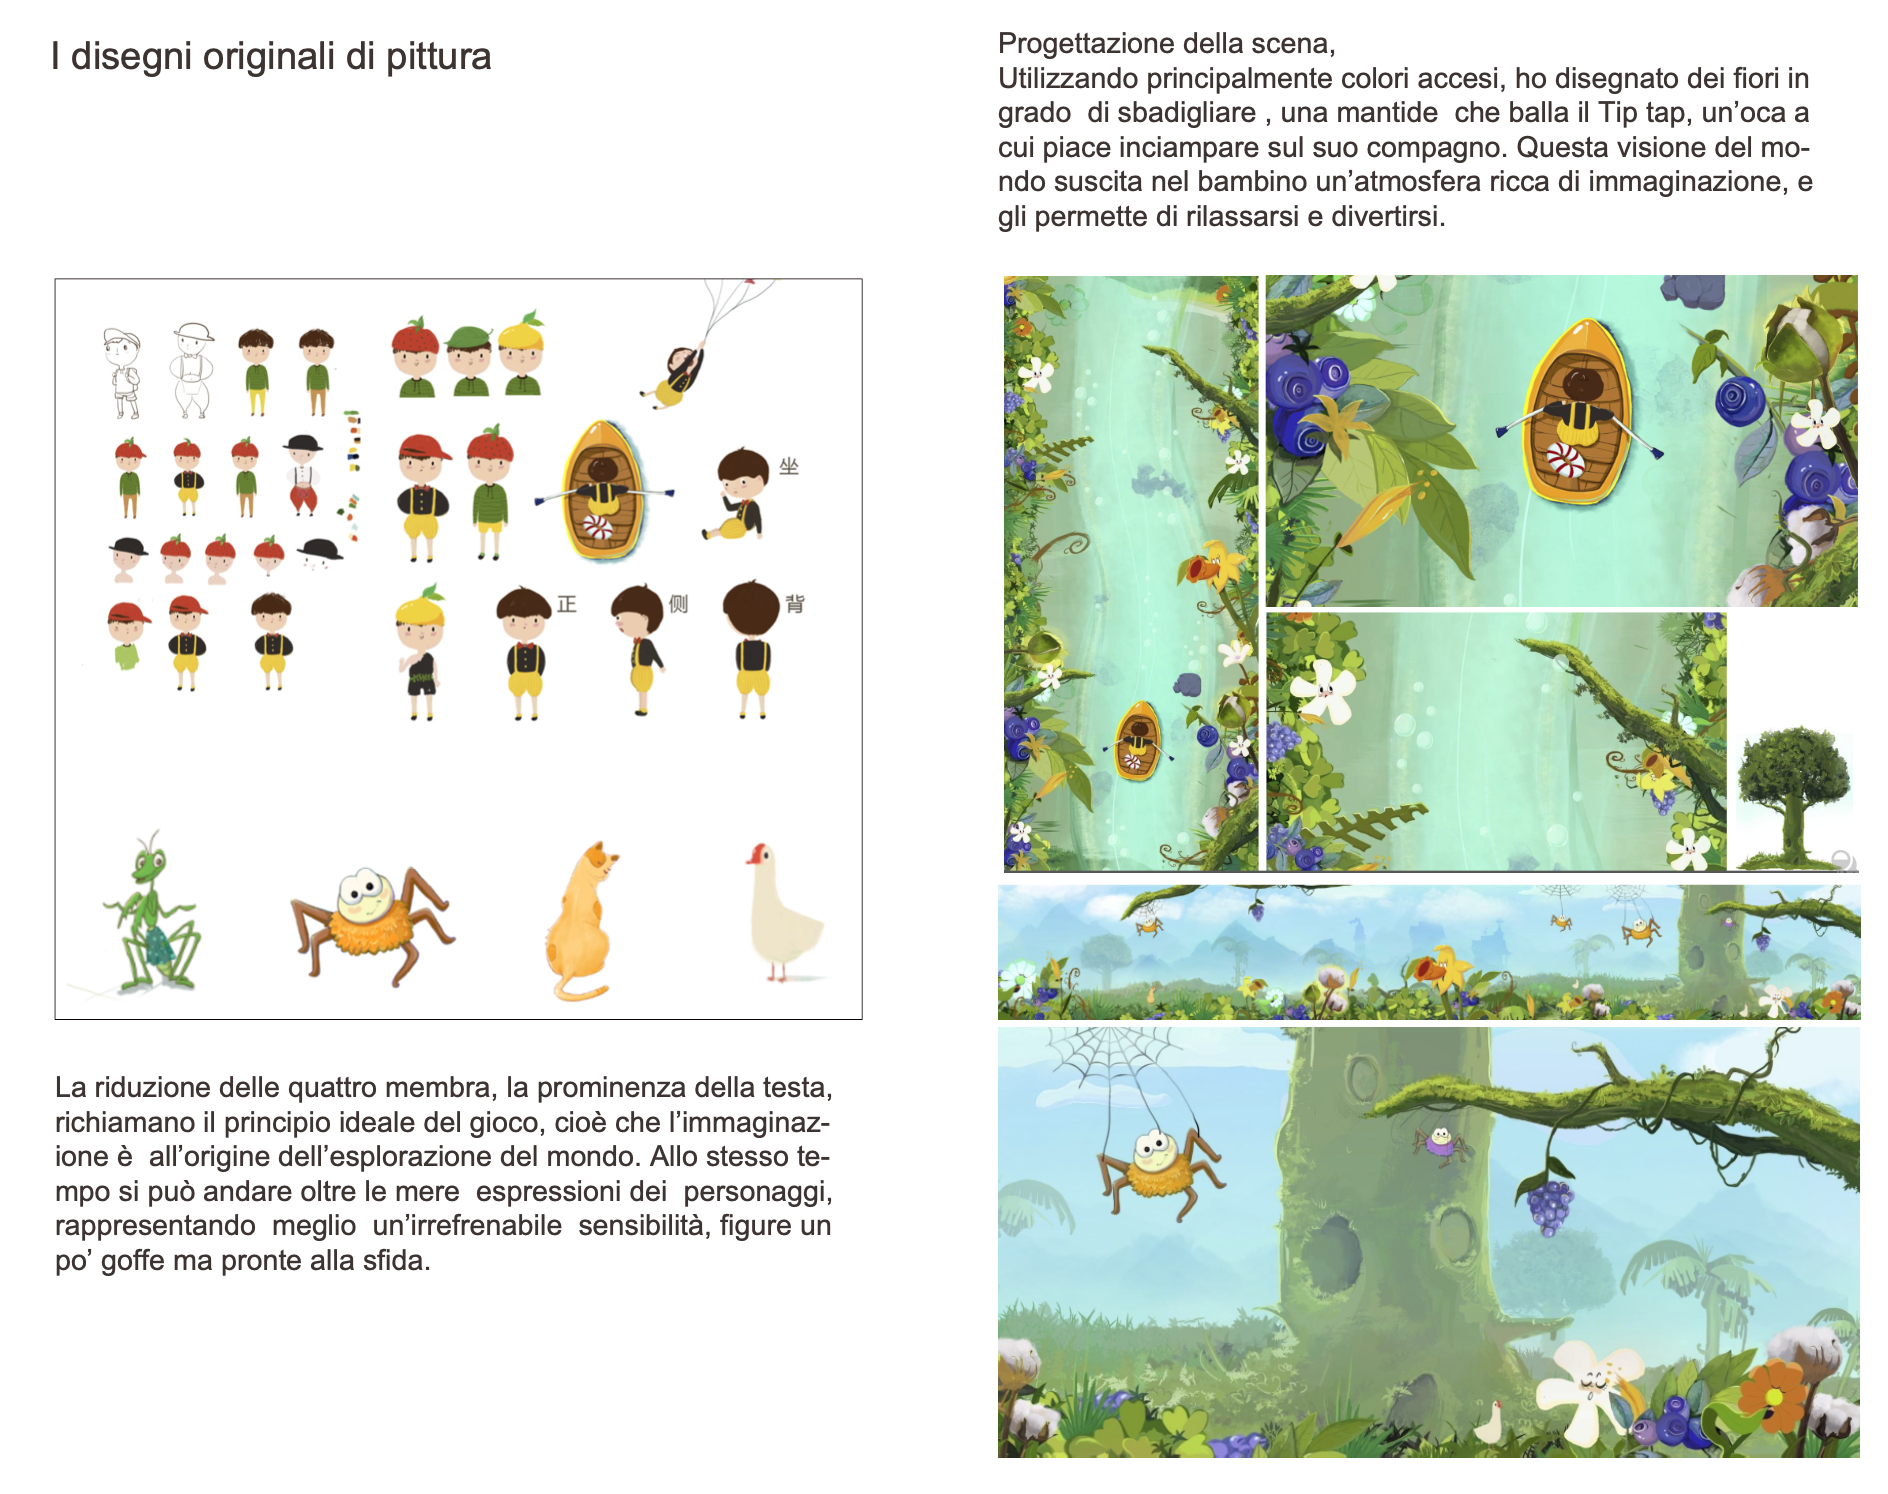 I disegni originali di pittura
坐
正
侧
背
La riduzione delle quattro membra, la prominenza della testa,
richiamano il principio ideale del gioco, cioè che l’immaginaz-
ione è  all’origine dell’esplorazione del mondo. Allo stesso te-
mpo si può andare oltre le mere  espressioni dei  personaggi,
rappresentando  meglio  un’irrefrenabile  sensibilità, figure un
po’ goffe ma pronte alla sfida.
Progettazione della scena,
Utilizzando principalmente colori accesi, ho disegnato dei fiori in
grado  di sbadigliare , una mantide  che balla il Tip tap, un’oca a
cui piace inciampare sul suo compagno. Questa visione del mo-
ndo suscita nel bambino un’atmosfera ricca di immaginazione, e
gli permette di rilassarsi e divertirsi.